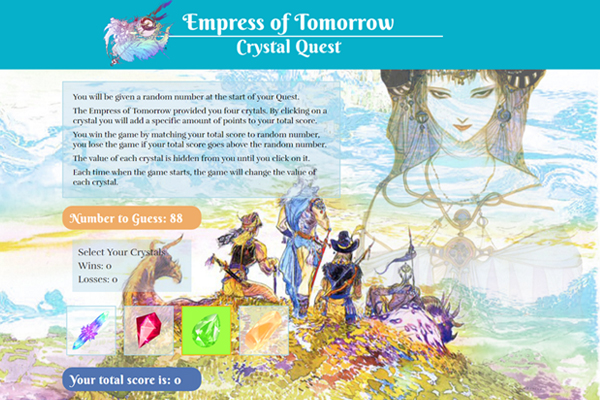 Empress of Tomorrow
Crystal Quest
You will be given a random number at the start of your Quest.
The Empress of Tomorrow provided you four crytals. By clicking on a
crystal you will add a specific amount of points to your total score.
You win the game by matching your total score to random number,
you lose the game if your total score goes above the random number.
The value of each crystal is hidden from you until you click on it.
Each time when the game starts, the game will change the value of
each crystal.
Number to Guess: 88
Select Your Crystals
Wins: 0
Losses: 0
Your total score is: 0